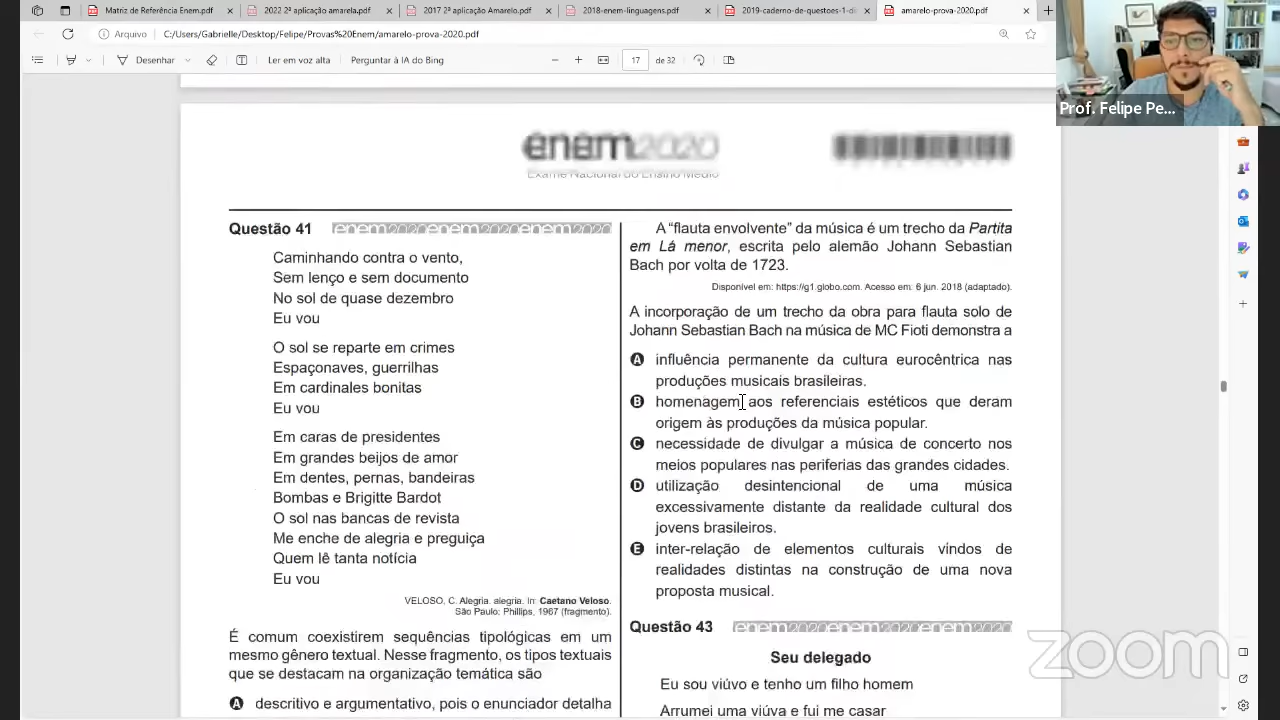 Matriz de Referência Enem.pdf
2022 2ª aplicação amarela.pdf
2017 2ª aplicação Amarelo.pdf
2018-enem-linguagens.pdf
2019-caderno-de-questoes-1-di
amarelo-prova-2020.pdf
Arquivo
C:/Users/Gabrielle/Desktop/Felipe/Provas%20Enem/amarelo-prova-2020.pdf
Desenhar
Ler em voz alta
Perguntar à IA do Bing
17
de 32
Prof. Felipe Pe...
enem2020
Exame Nacional do Ensino Médio
Questão 41
enem2020enem2020enem2020
Caminhando contra o vento,
Sem lenço e sem documento
No sol de quase dezembro
Eu vou
O sol se reparte em crimes
Espaçonaves, guerrilhas
Em cardinales bonitas
Eu vou
Em caras de presidentes
Em grandes beijos de amor
Em dentes, pernas, bandeiras
Bombas e Brigitte Bardot
O sol nas bancas de revista
Me enche de alegria e preguiça
Quem lê tanta notícia
Eu vou
VELOSO, C. Alegria, alegria. In: Caetano Veloso.
São Paulo: Phillips, 1967 (fragmento).
É comum coexistirem sequências tipológicas em um
mesmo gênero textual. Nesse fragmento, os tipos textuais
que se destacam na organização temática são
A descritivo e argumentativo, pois o enunciador detalha
A “flauta envolvente” da música é um trecho da Partita
em Lá menor, escrita pelo alemão Johann Sebastian
Bach por volta de 1723.
Disponível em: https://g1.globo.com. Acesso em: 6 jun. 2018 (adaptado).
A incorporação de um trecho da obra para flauta solo de
Johann Sebastian Bach na música de MC Fioti demonstra a
A influência permanente da cultura eurocêntrica nas
produções musicais brasileiras.
B homenagem aos referenciais estéticos que deram
origem às produções da música popular.
C necessidade de divulgar a música de concerto nos
meios populares nas periferias das grandes cidades.
D utilização desintencional de uma música
excessivamente distante da realidade cultural dos
jovens brasileiros.
E inter-relação de elementos culturais vindos de
realidades distintas na construção de uma nova
proposta musical.
Questão 43
enem2020enem2020enem2020
Seu delegado
Eu sou viúvo e tenho um filho homem
Arrumei uma viúva e fui me casar
zoom